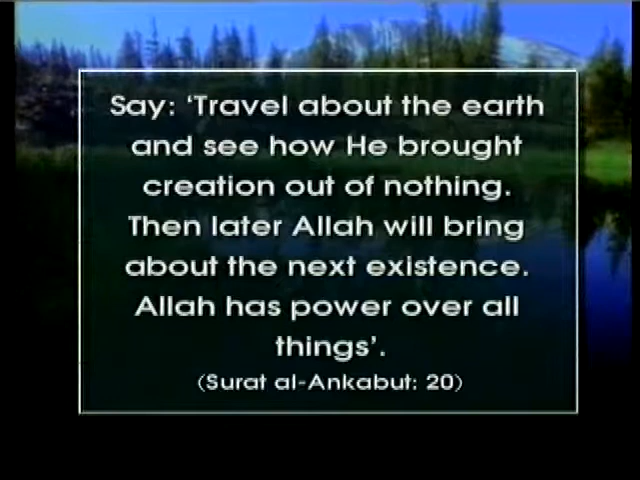 Say: ‘Travel about the earth
and see how He brought
creation out of nothing.
Then later Allah will bring
about the next existence.
Allah has power over all
things’.
(Surat al-Ankabut: 20)